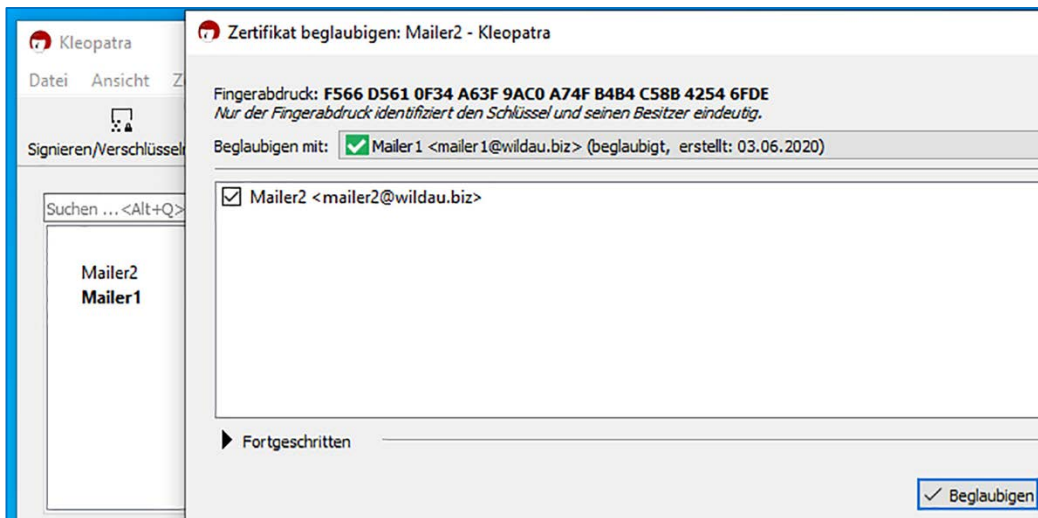 Kleopatra
Datei Ansicht
Signieren/Verschlüsseln
Suchen ...<Alt+Q>
Mailer2
Mailer1
Zertifikat beglaubigen: Mailer2 - Kleopatra
Fingerabdruck: F566 D561 0F34 A63F 9AC0 A74F B4B4 C58B 4254 6FDE
Nur der Fingerabdruck identifiziert den Schlüssel und seinen Besitzer eindeutig.
Beglaubigen mit: Mailer1 <mailer1@wildau.biz> (beglaubigt, erstellt: 03.06.2020)
Mailer2 <mailer2@wildau.biz>
Fortgeschritten
Beglaubigen